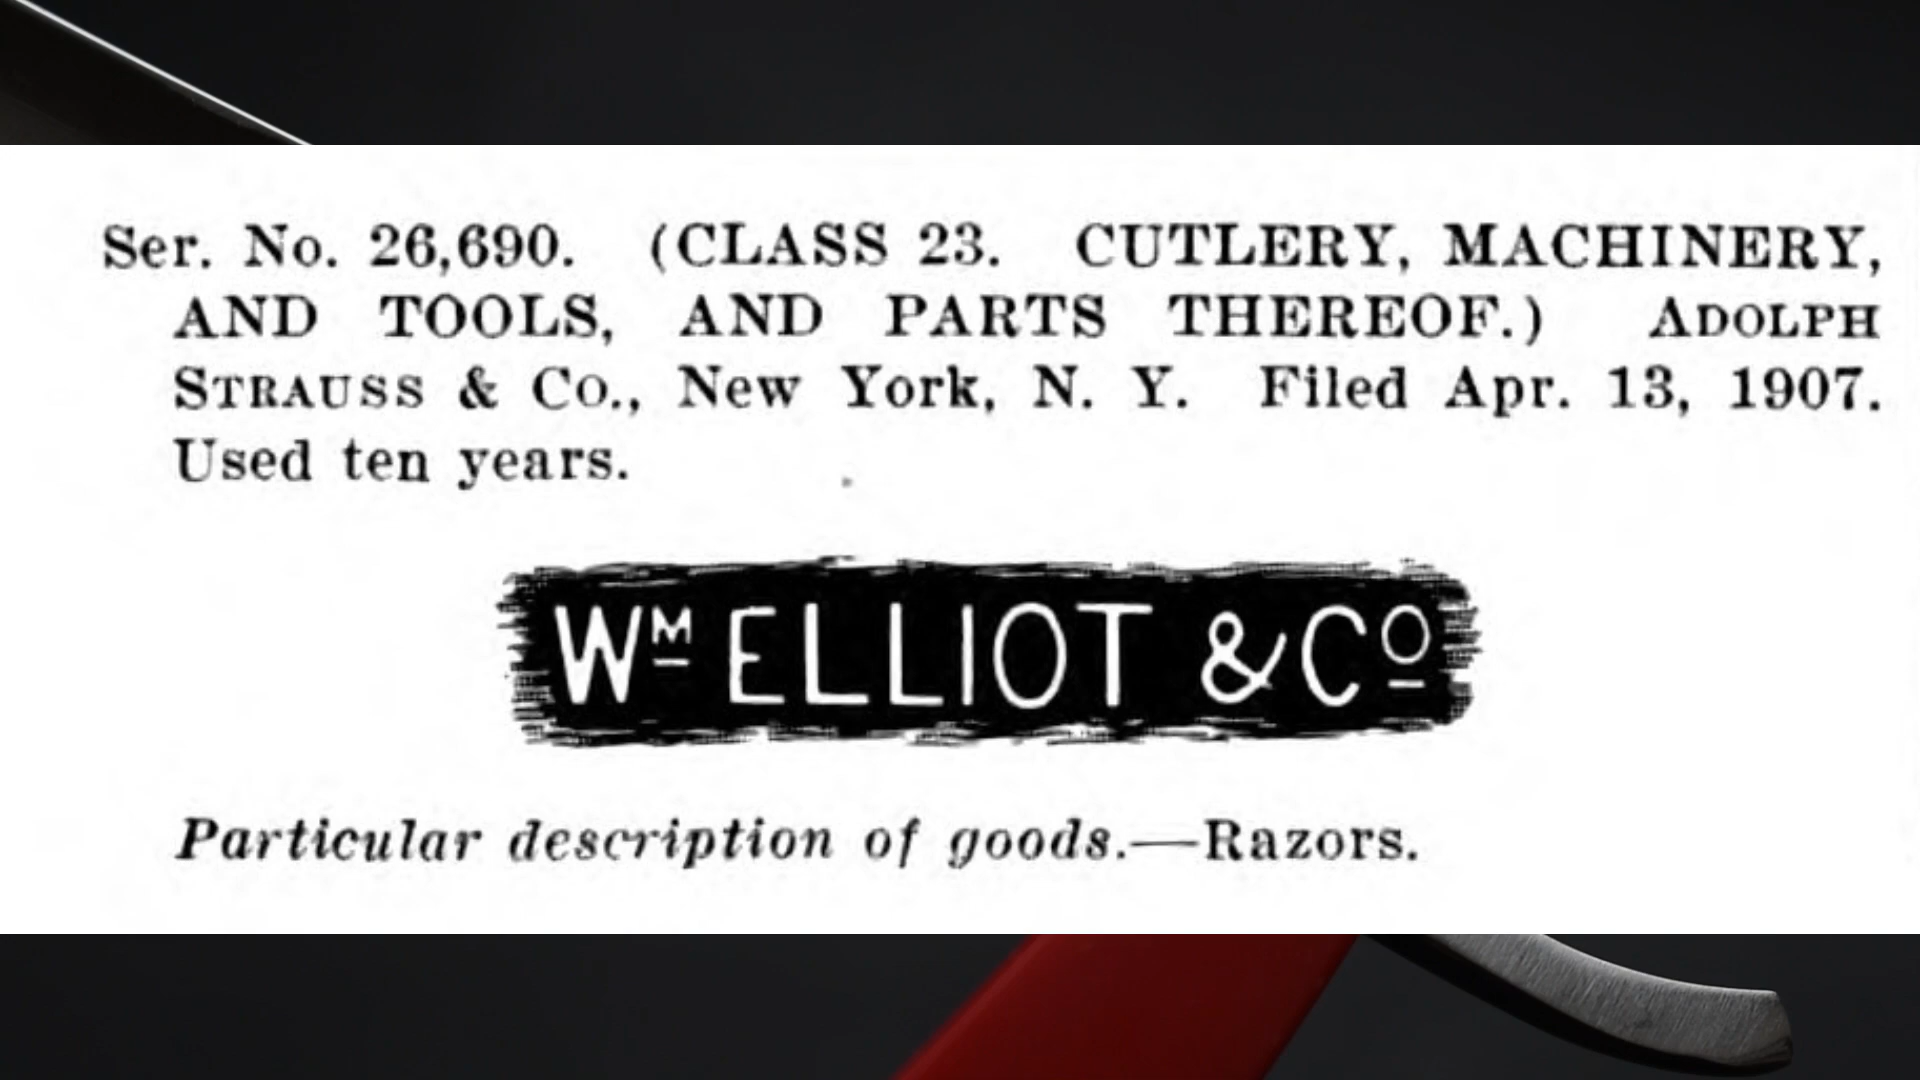 Ser. No. 26,690. (CLASS 23. CUTLERY, MACHINERY,
AND TOOLS, AND PARTS THEREOF.) ADOLPH
STRAUSS & CO., New York, N. Y. Filed Apr. 13, 1907.
Used ten years.
WM ELLIOT & CO
Particular description of goods.—Razors.